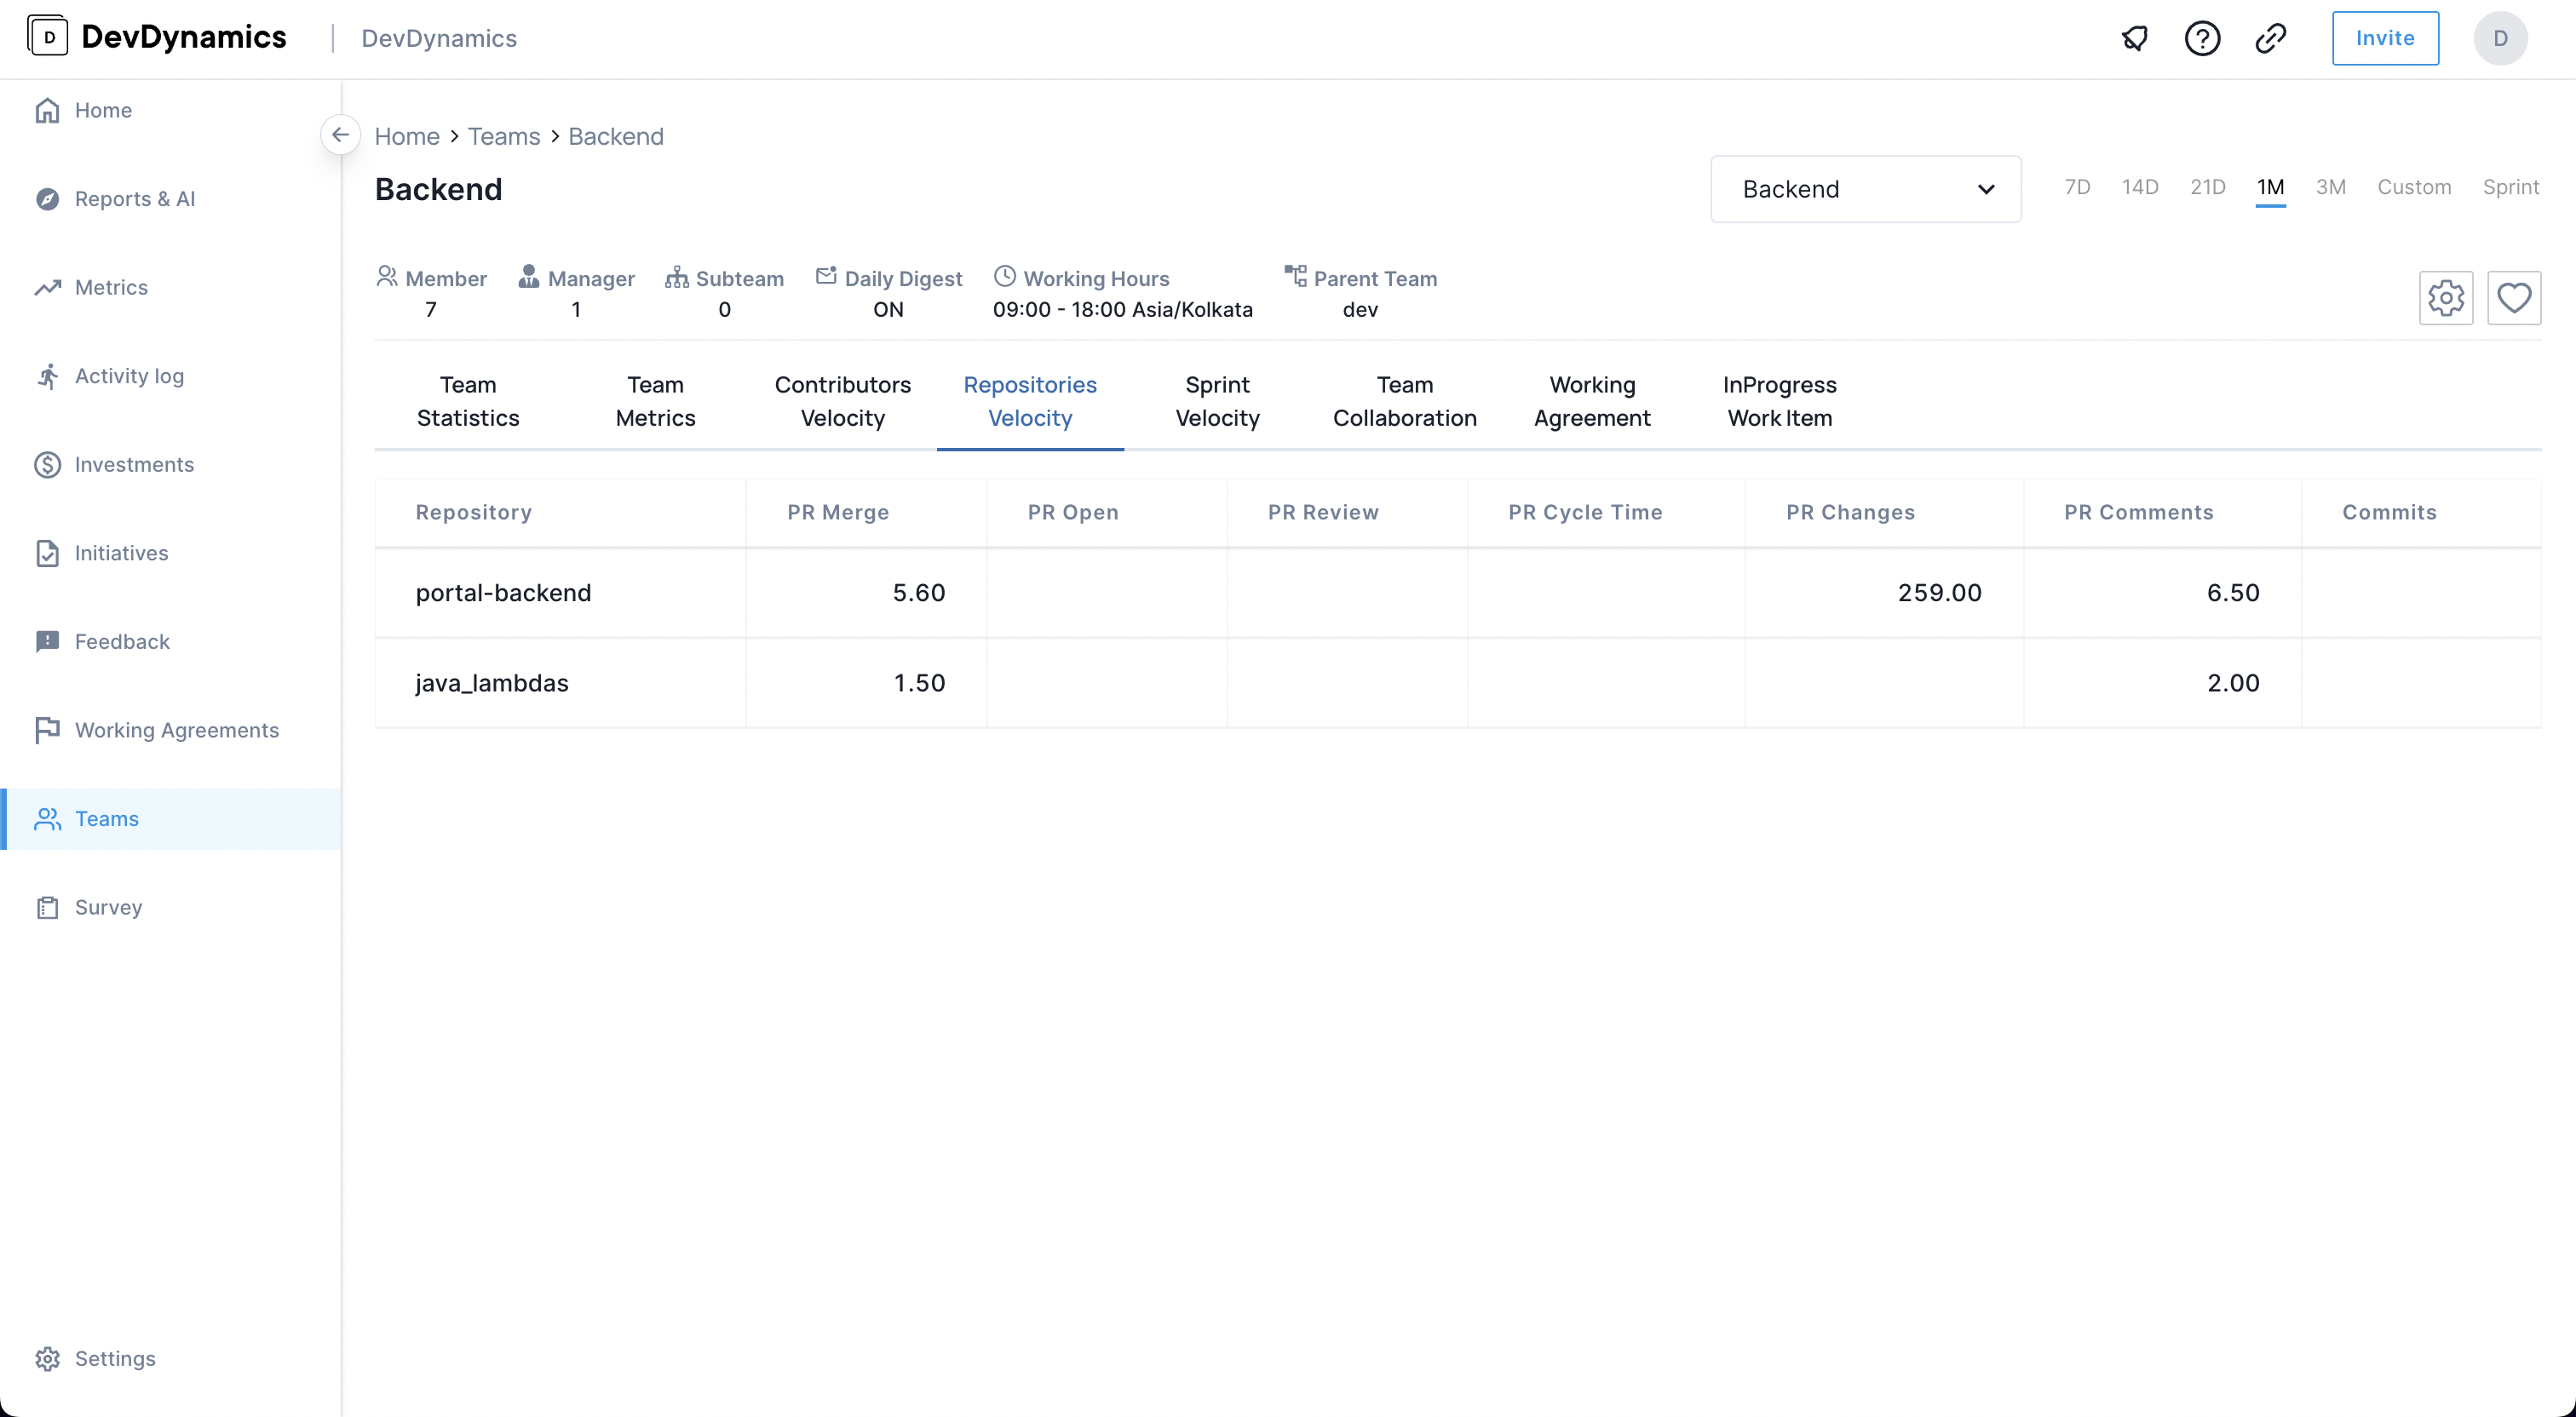 D DevDynamics | DevDynamics
Invite
D
Home
Reports & AI
Metrics
Activity log
Investments
Initiatives
Feedback
Working Agreements
Teams
Survey
Settings
Home > Teams > Backend
Backend
Backend
7D 14D 21D 1M 3M Custom Sprint
Member Manager Subteam Daily Digest Working Hours Parent Team
7 1 0 ON 09:00 - 18:00 Asia/Kolkata dev
Team Team Contributors Repositories Sprint Team Working InProgress
Statistics Metrics Velocity Velocity Velocity Collaboration Agreement Work Item
Repository PR Merge PR Open PR Review PR Cycle Time PR Changes PR Comments Commits
portal-backend 5.60 259.00 6.50
java_lambdas 1.50 2.00